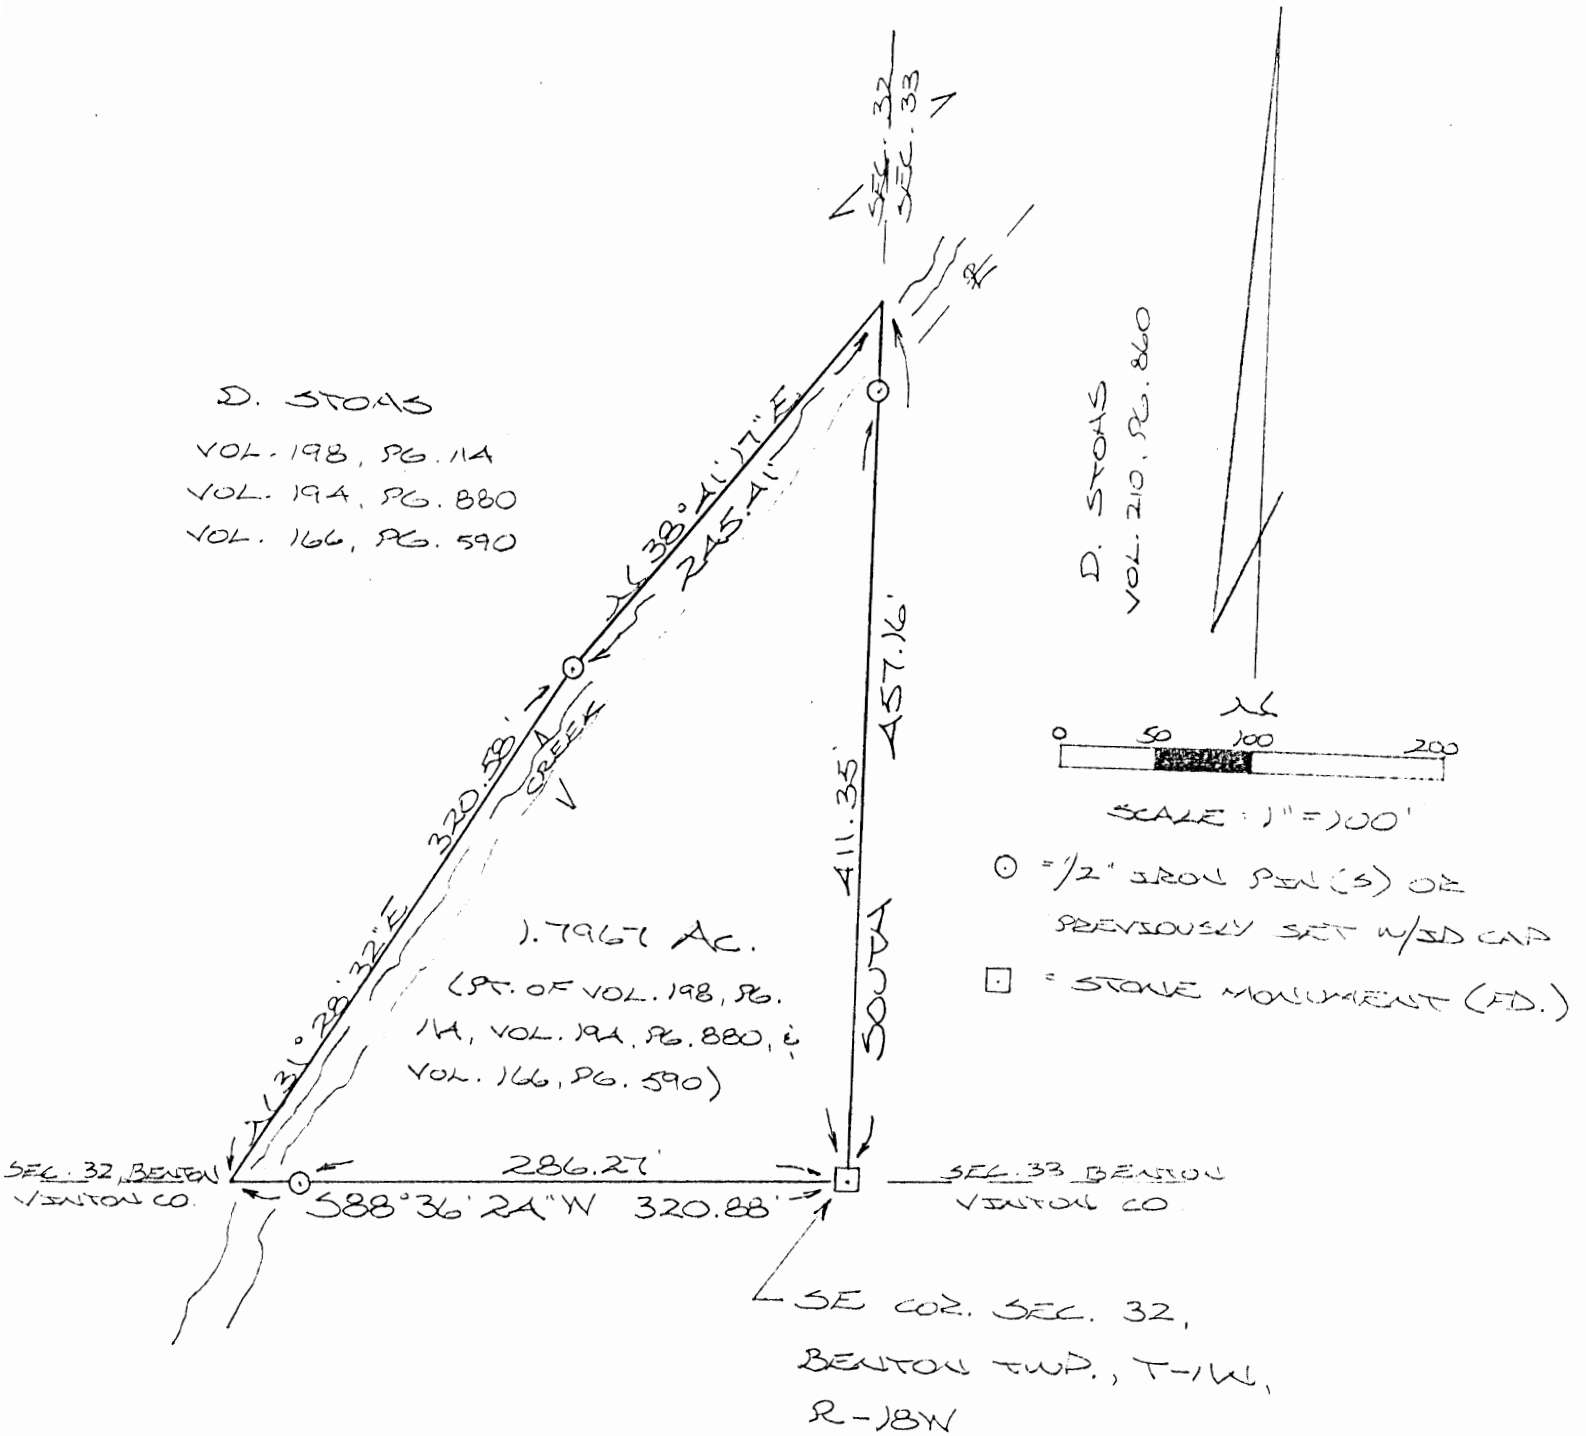 SEC. 32
SEC. 33
D. STOAS
VOL. 198, PG. 114
VOL. 194, PG. 880
VOL. 166, PG. 590
N 38° 41' 17" E
245.41'
D. STOAS
VOL. 210, PG. 860
457.16'
411.35'
SOUTH
320.58'
CREEK
N 31° 28' 32" E
N
0 50 100 200
SCALE: 1" = 100'
= 1/2" IRON PIN (S) OR
PREVIOUSLY SET W/ID CAP
= STONE MONUMENT (FD.)
1.7967 AC.
(PT. OF VOL. 198, PG.
114, VOL. 194, PG. 880, &
VOL. 166, PG. 590)
SEC. 32, BENTON
VINTON CO.
286.27'
S88° 36' 24" W 320.88'
SEC. 33 BENTON
VINTON CO
SE COR. SEC. 32,
BENTON TWP., T-11N,
R-18W